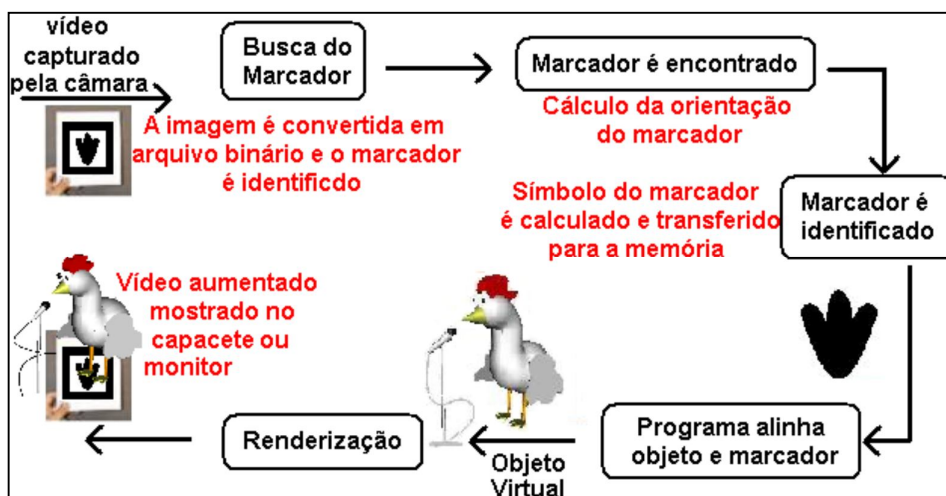 vídeo
capturado
pela câmara
Busca do
Marcador
A imagem é convertida em
arquivo binário e o marcador
é identificdo
Marcador é encontrado
Cálculo da orientação
do marcador
Marcador é
identificado
Símbolo do marcador
é calculado e transferido
para a memória
Programa alinha
objeto e marcador
Objeto
Virtual
Renderização
Vídeo aumentado
mostrado no
capacete ou
monitor